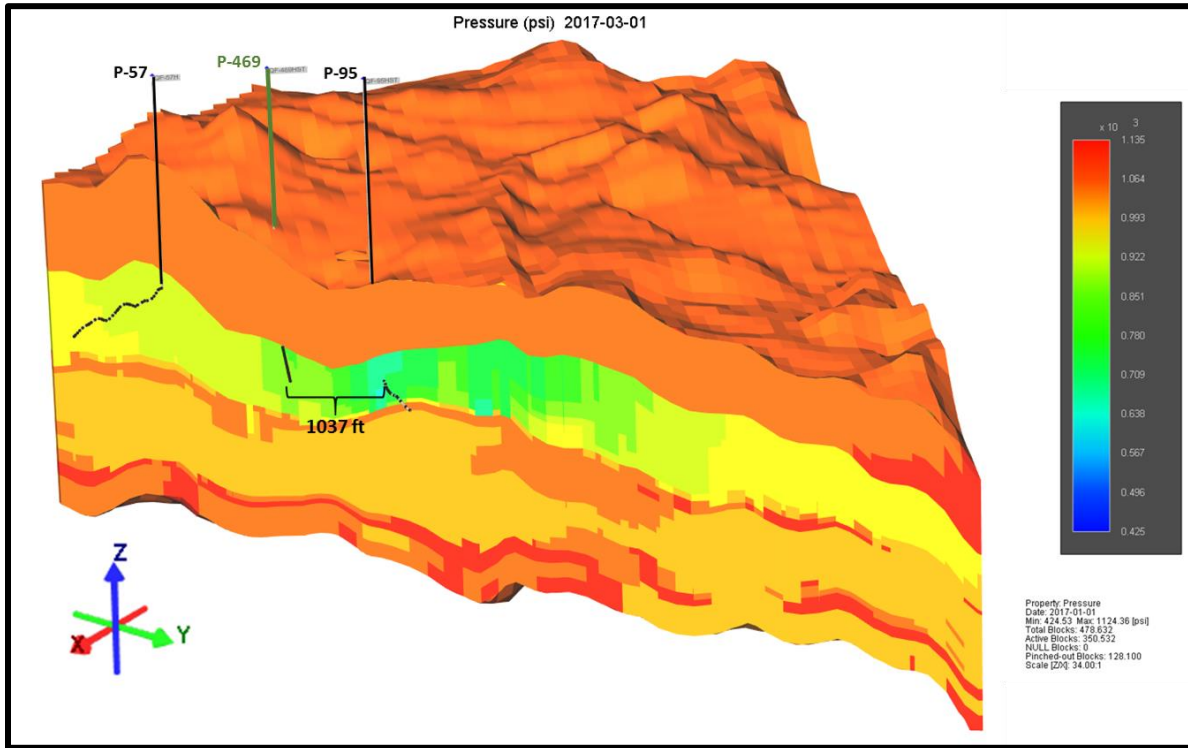 Pressure (psi) 2017-03-01
P-57
P-469
P-95
QF-57H
1037 ft
Z
X
Y
x 10 3
1.135
1.064
0.993
0.922
0.851
0.780
0.709
0.638
0.567
0.496
0.425
Property: Pressure
Date: 2017-01-01
Min: 424.53 Max: 1124.36 [psi]
Total Blocks: 478.632
Active Blocks: 350.532
NULL Blocks: 0
Pinched-out Blocks: 128.100
Scale [Z/X]: 34.00:1